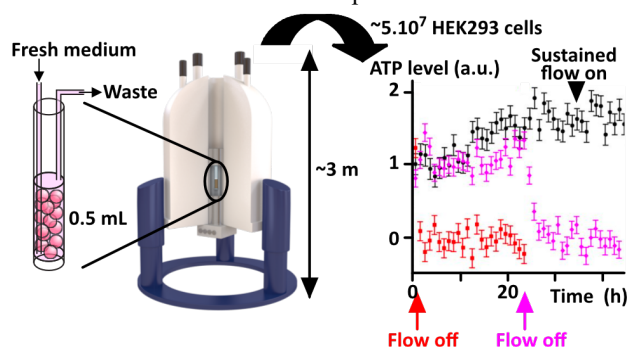 Fresh medium
Waste
0.5 mL
~3 m
~5.10⁷ HEK293 cells
ATP level (a.u.)
Sustained
flow on
2
1
0
0
20
Time (h)
Flow off
Flow off